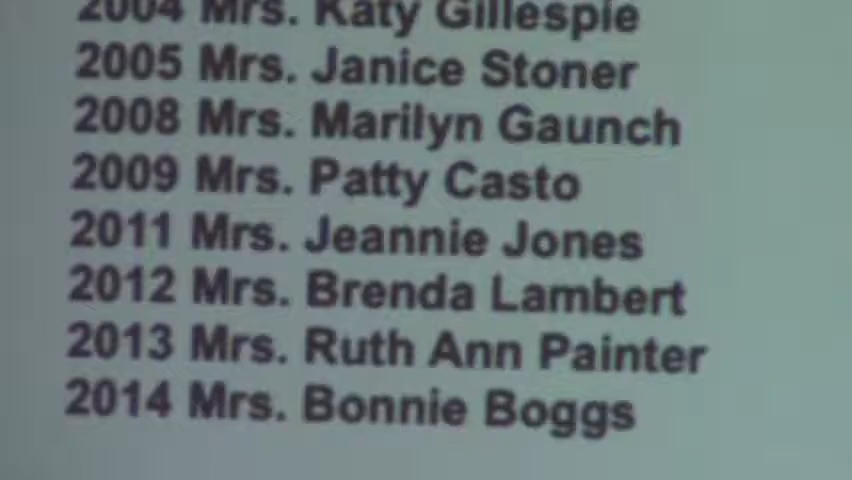 2004 Mrs. Katy Gillespie
2005 Mrs. Janice Stoner
2008 Mrs. Marilyn Gaunch
2009 Mrs. Patty Casto
2011 Mrs. Jeannie Jones
2012 Mrs. Brenda Lambert
2013 Mrs. Ruth Ann Painter
2014 Mrs. Bonnie Boggs